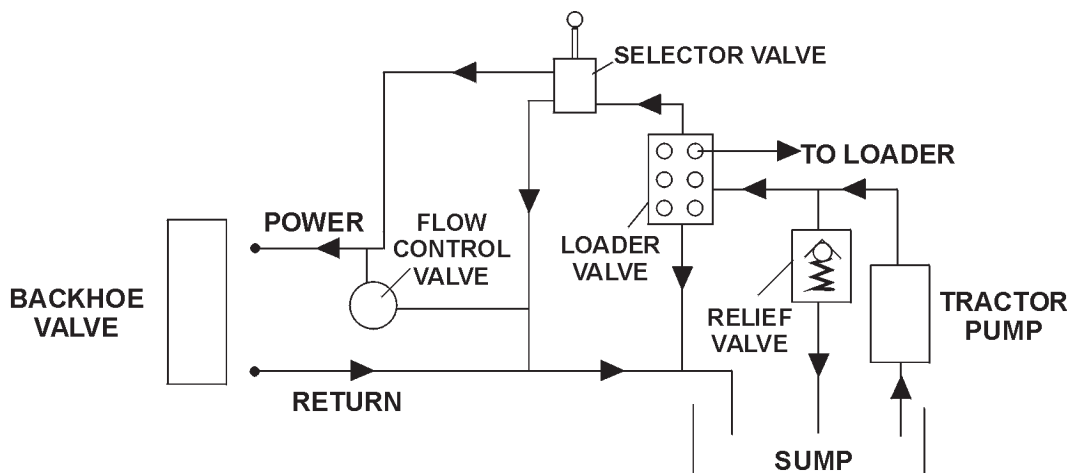 SELECTOR VALVE
TO LOADER
POWER
FLOW
CONTROL
VALVE
LOADER
VALVE
BACKHOE
VALVE
RELIEF
VALVE
TRACTOR
PUMP
RETURN
SUMP